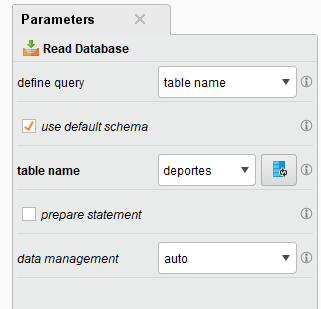 Parameters
Read Database
define query table name
use default schema
table name deportes
prepare statement
data management auto